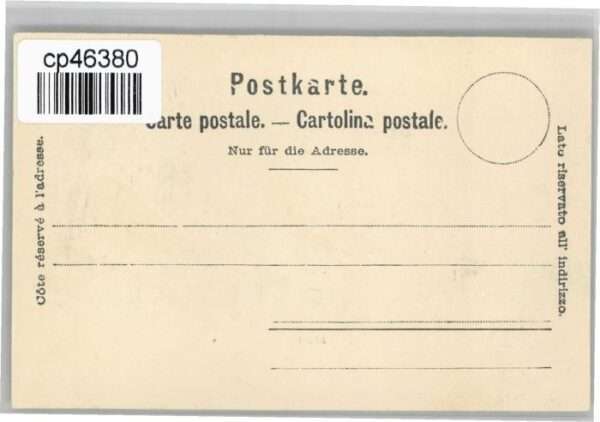 cp46380
Postkarte.
Carte postale. — Cartolina postale.
Nur für die Adresse.
Côte réservé à l'adresse.
Lato riservato all' indirizzo.